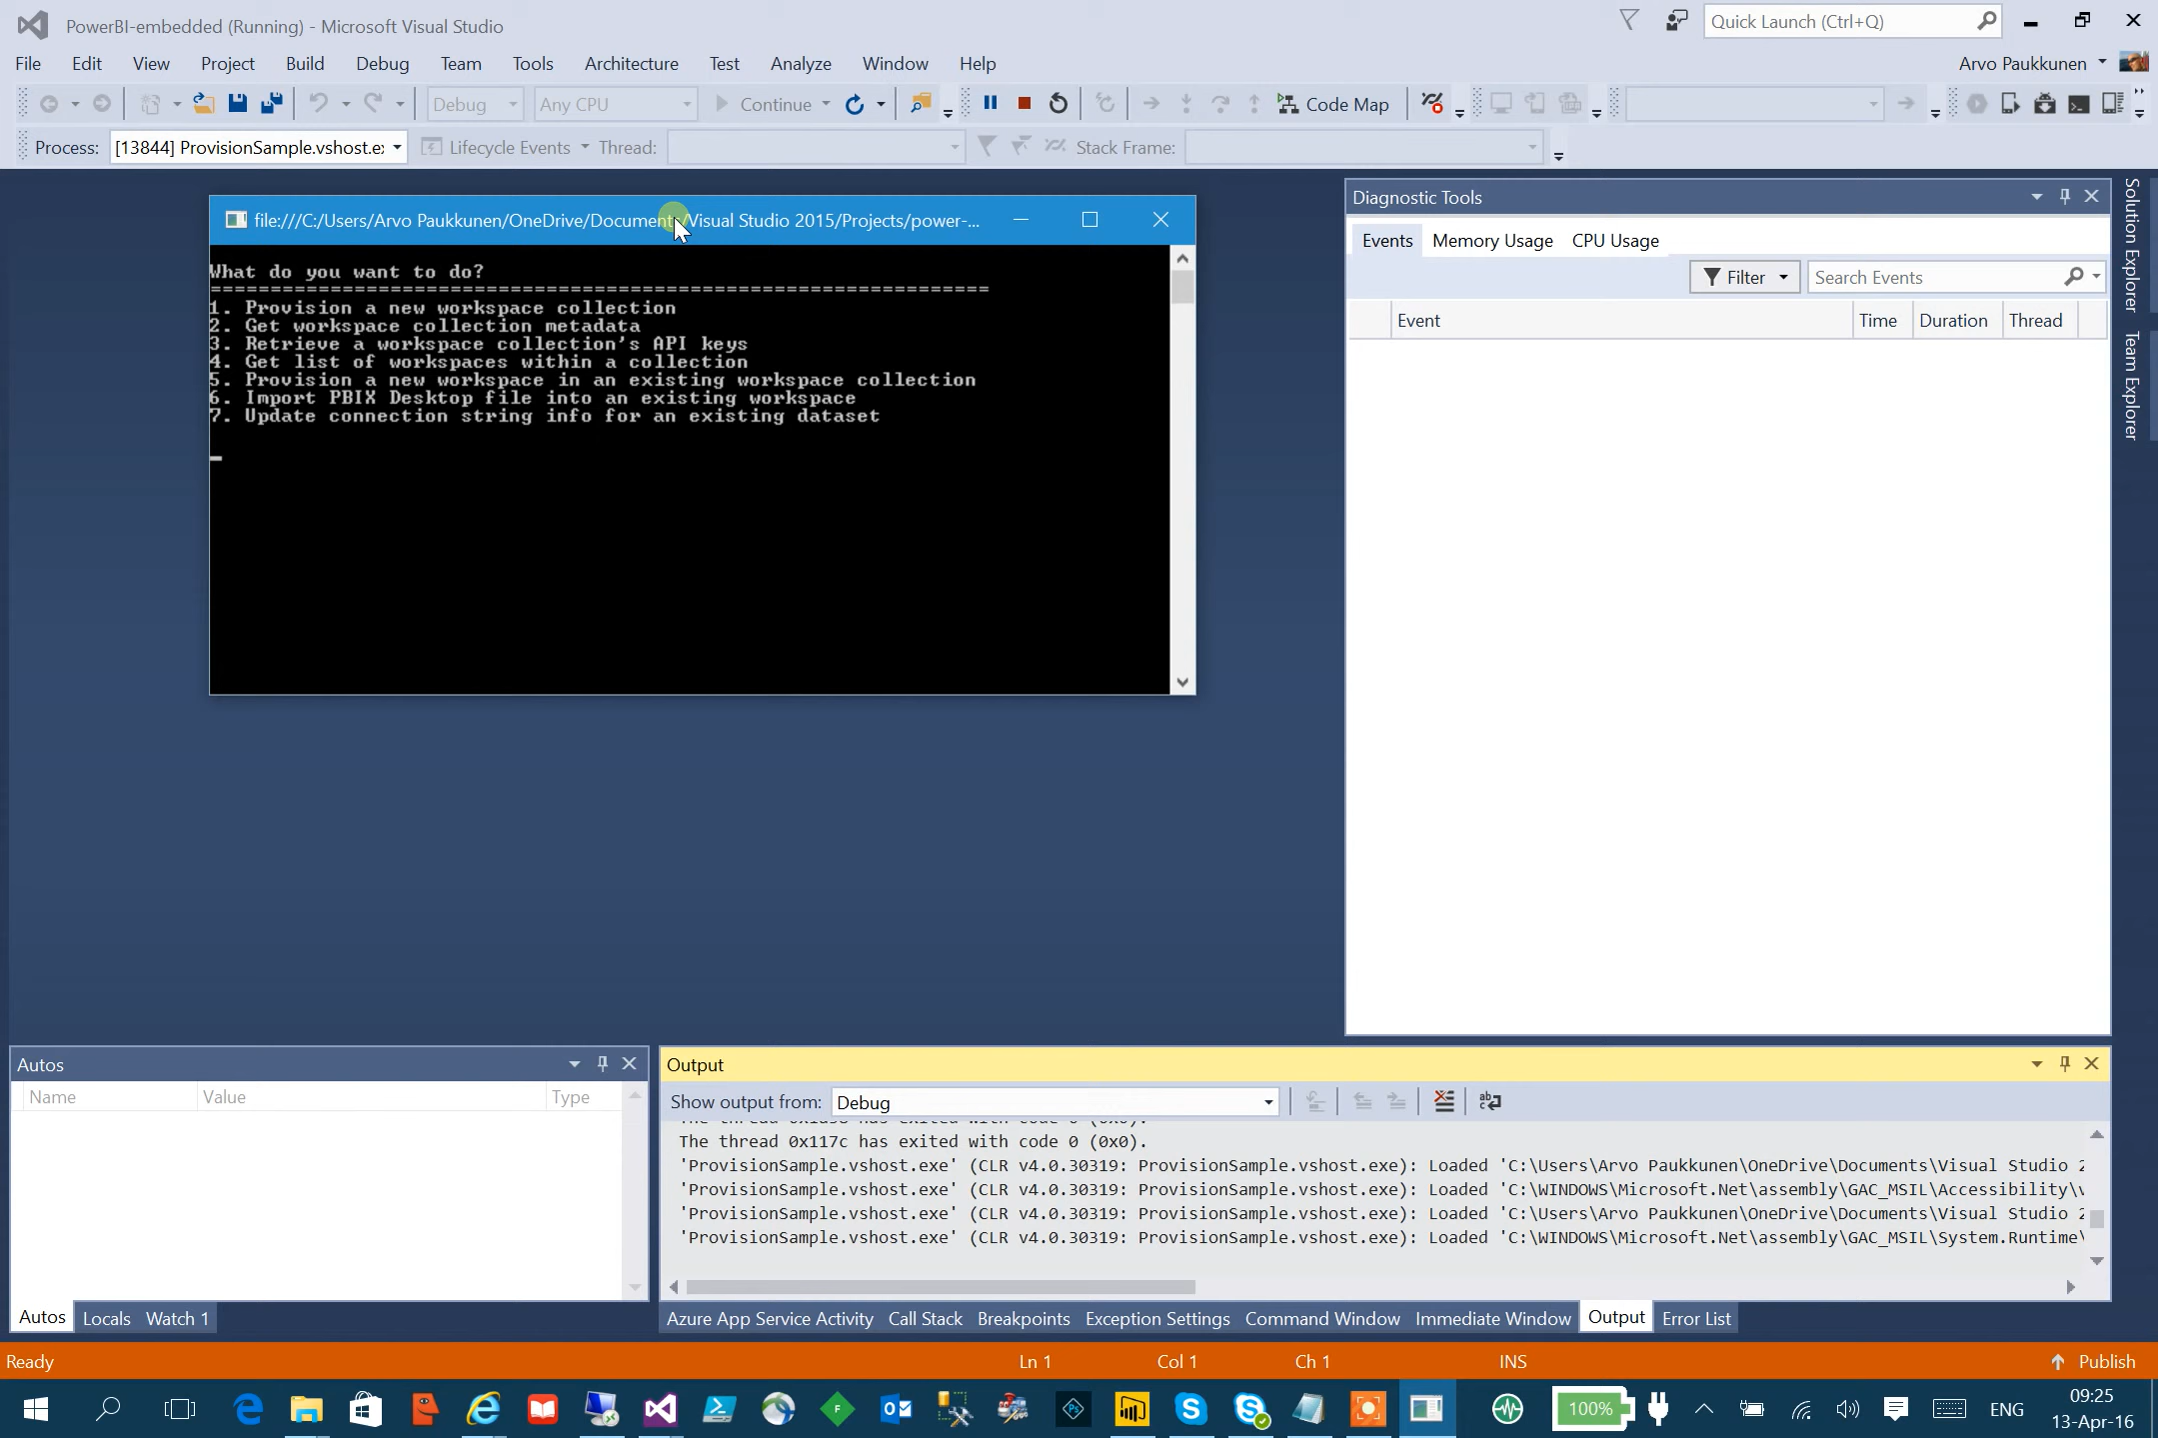 PowerBI-embedded (Running) - Microsoft Visual Studio
Quick Launch (Ctrl+Q)
File Edit View Project Build Debug Team Tools Architecture Test Analyze Window Help
Arvo Paukkunen
Debug Any CPU Continue Code Map
Process: [13844] ProvisionSample.vshost.e Lifecycle Events Thread: Stack Frame:
file:///C:/Users/Arvo Paukkunen/OneDrive/Documents/Visual Studio 2015/Projects/power-...
What do you want to do?
=================================================================
1. Provision a new workspace collection
2. Get workspace collection metadata
3. Retrieve a workspace collection's API keys
4. Get list of workspaces within a collection
5. Provision a new workspace in an existing workspace collection
6. Import PBIX Desktop file into an existing workspace
7. Update connection string info for an existing dataset
Diagnostic Tools
Events Memory Usage CPU Usage
Filter Search Events
Event Time Duration Thread
Solution Explorer
Team Explorer
Autos
Name Value Type
Autos Locals Watch 1
Output
Show output from: Debug
The thread 0x117c has exited with code 0 (0x0).
'ProvisionSample.vshost.exe' (CLR v4.0.30319: ProvisionSample.vshost.exe): Loaded 'C:\Users\Arvo Paukkunen\OneDrive\Documents\Visual Studio 2
'ProvisionSample.vshost.exe' (CLR v4.0.30319: ProvisionSample.vshost.exe): Loaded 'C:\WINDOWS\Microsoft.Net\assembly\GAC_MSIL\Accessibility\v
'ProvisionSample.vshost.exe' (CLR v4.0.30319: ProvisionSample.vshost.exe): Loaded 'C:\Users\Arvo Paukkunen\OneDrive\Documents\Visual Studio 2
'ProvisionSample.vshost.exe' (CLR v4.0.30319: ProvisionSample.vshost.exe): Loaded 'C:\WINDOWS\Microsoft.Net\assembly\GAC_MSIL\System.Runtime\
Azure App Service Activity Call Stack Breakpoints Exception Settings Command Window Immediate Window Output Error List
Ready Ln 1 Col 1 Ch 1 INS Publish
100% ENG 09:25
13-Apr-16